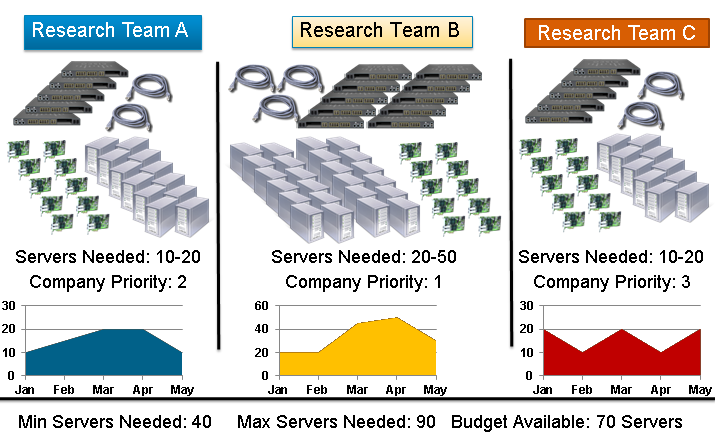 Research Team A
Research Team B
Research Team C
Servers Needed: 10-20
Company Priority: 2
Servers Needed: 20-50
Company Priority: 1
Servers Needed: 10-20
Company Priority: 3
30
20
10
0
Jan Feb Mar Apr May
60
40
20
0
Jan Feb Mar Apr May
30
20
10
0
Jan Feb Mar Apr May
Min Servers Needed: 40 Max Servers Needed: 90 Budget Available: 70 Servers